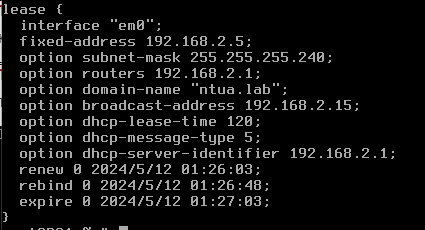 lease {
  interface "em0";
  fixed-address 192.168.2.5;
  option subnet-mask 255.255.255.240;
  option routers 192.168.2.1;
  option domain-name "ntua.lab";
  option broadcast-address 192.168.2.15;
  option dhcp-lease-time 120;
  option dhcp-message-type 5;
  option dhcp-server-identifier 192.168.2.1;
  renew 0 2024/5/12 01:26:03;
  rebind 0 2024/5/12 01:26:48;
  expire 0 2024/5/12 01:27:03;
}